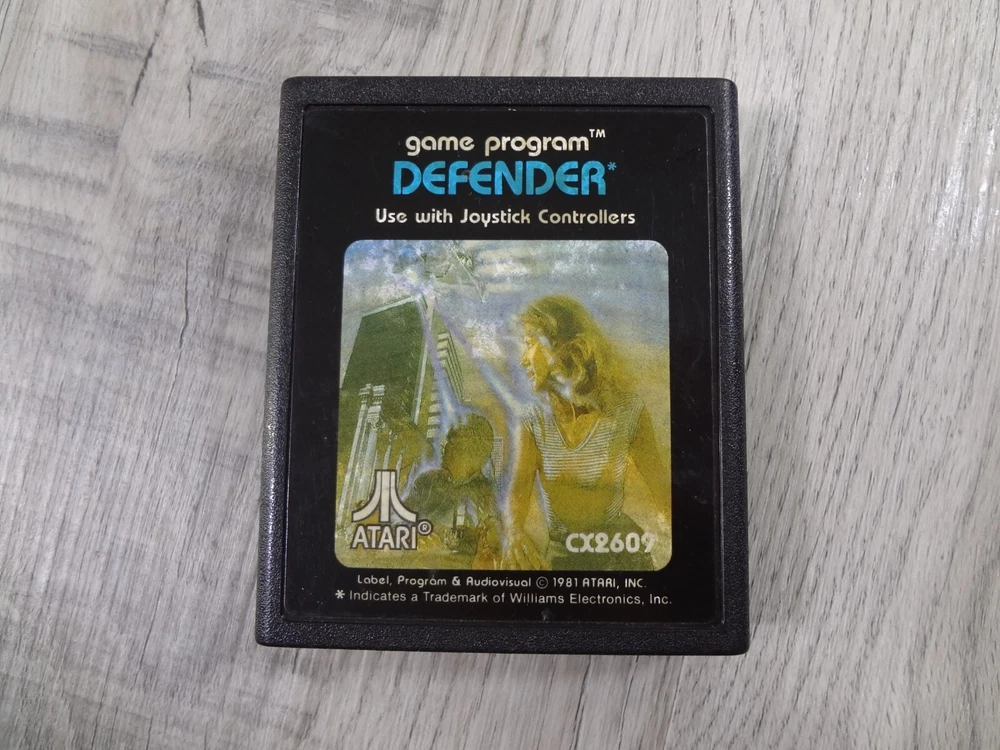 game program™
DEFENDER*
Use with Joystick Controllers
ATARI®
CX2609
Label, Program & Audiovisual © 1981 ATARI, INC.
* Indicates a Trademark of Williams Electronics, Inc.